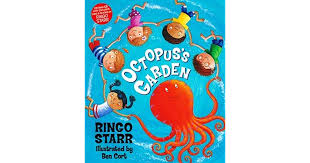 OCTOPUS'S
GARDEN
RINGO
STARR
Illustrated by
Ben Cort